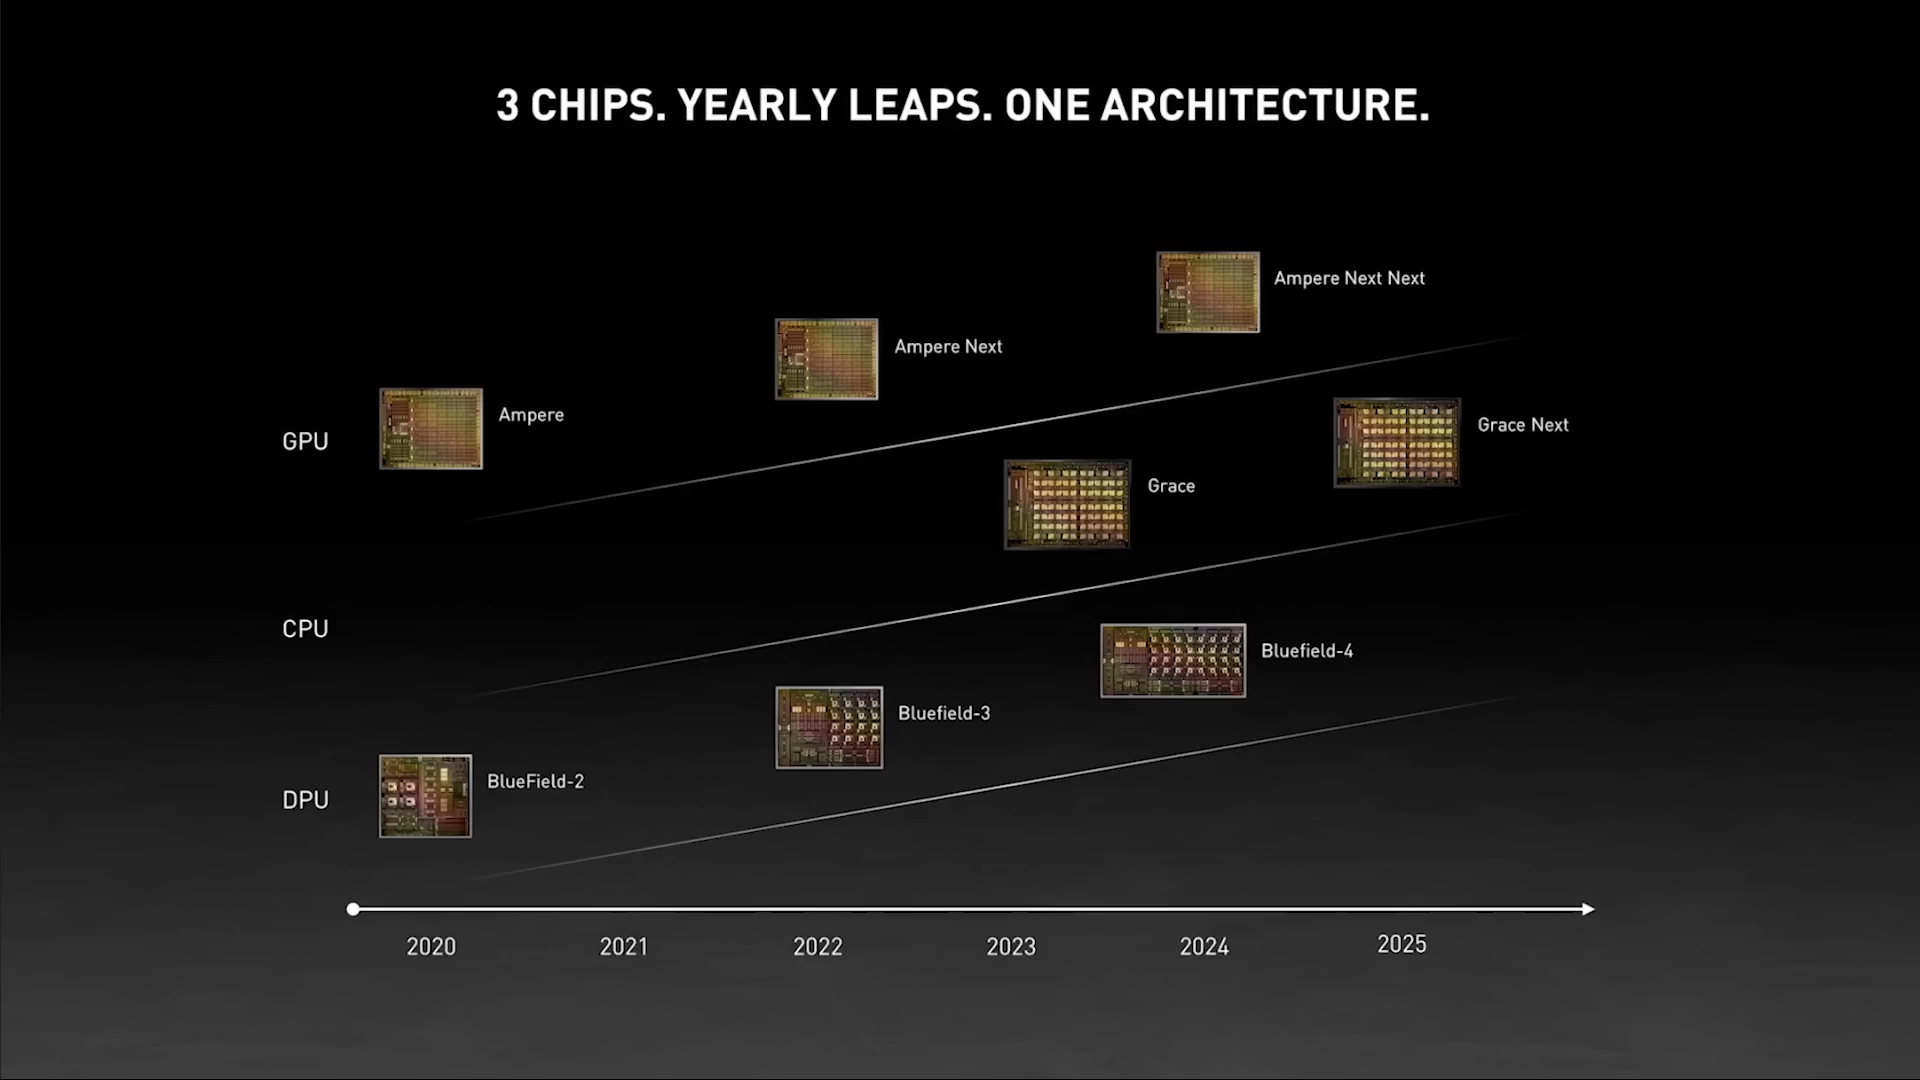 3 CHIPS. YEARLY LEAPS. ONE ARCHITECTURE.
Ampere Next Next
Ampere Next
Ampere
GPU
Grace Next
Grace
CPU
Bluefield-4
Bluefield-3
BlueField-2
DPU
2020 2021 2022 2023 2024 2025